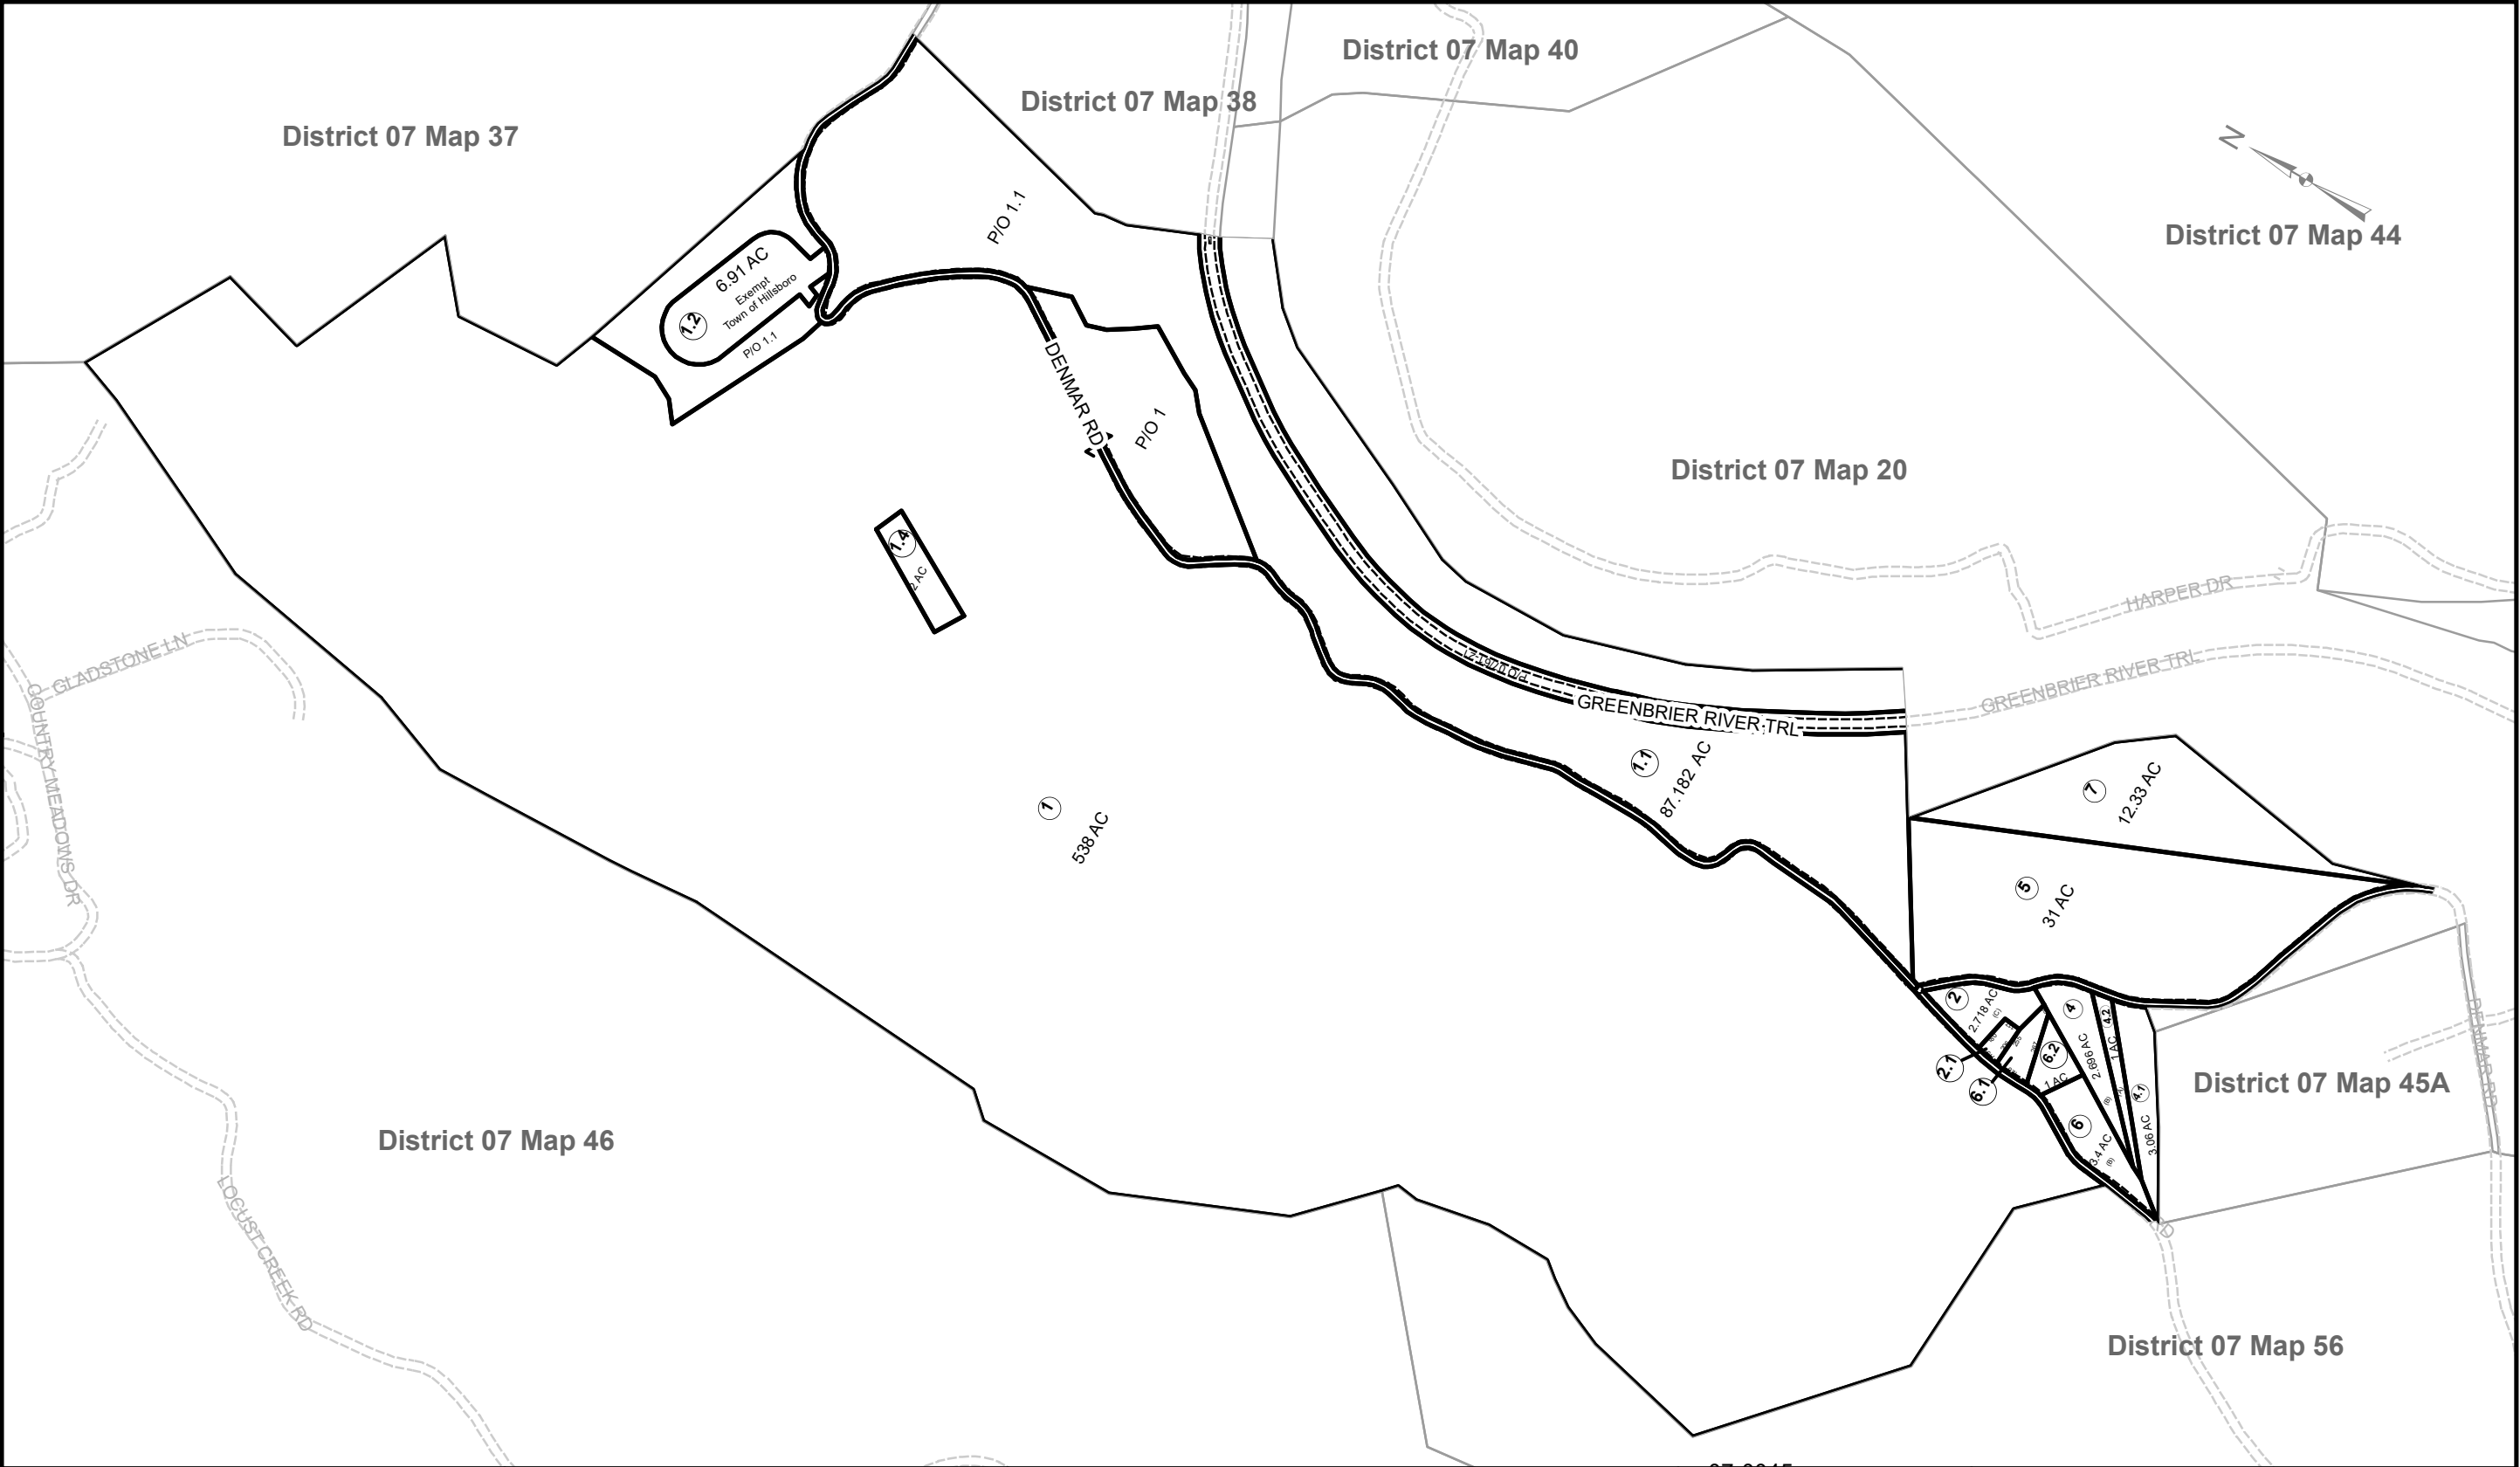 District 07 Map 40
District 07 Map 38
District 07 Map 37
N
District 07 Map 44
P/O 1.1
6.91 AC
Exempt
Town of Hillsboro
1.2
P/O 1.1
DENMAR RD
P/O 1
District 07 Map 20
1.4
2 AC
HARPER DR
GLADSTONE LN
COUNTRY MEADOWS DR
GREENBRIER RIVER TRL
GREENBRIER RIVER TRL
1.1
87.182 AC
1
538 AC
7
12.33 AC
5
31 AC
2
2.718 AC
(C)
2.1
6.1
6.2
1 AC
4
2.696 AC
(B)
4.2
1 AC
4.1
3.06 AC
6
3.4 AC
(B)
District 07 Map 45A
DENMAR RD
District 07 Map 46
LOCUST CREEK RD
District 07 Map 56